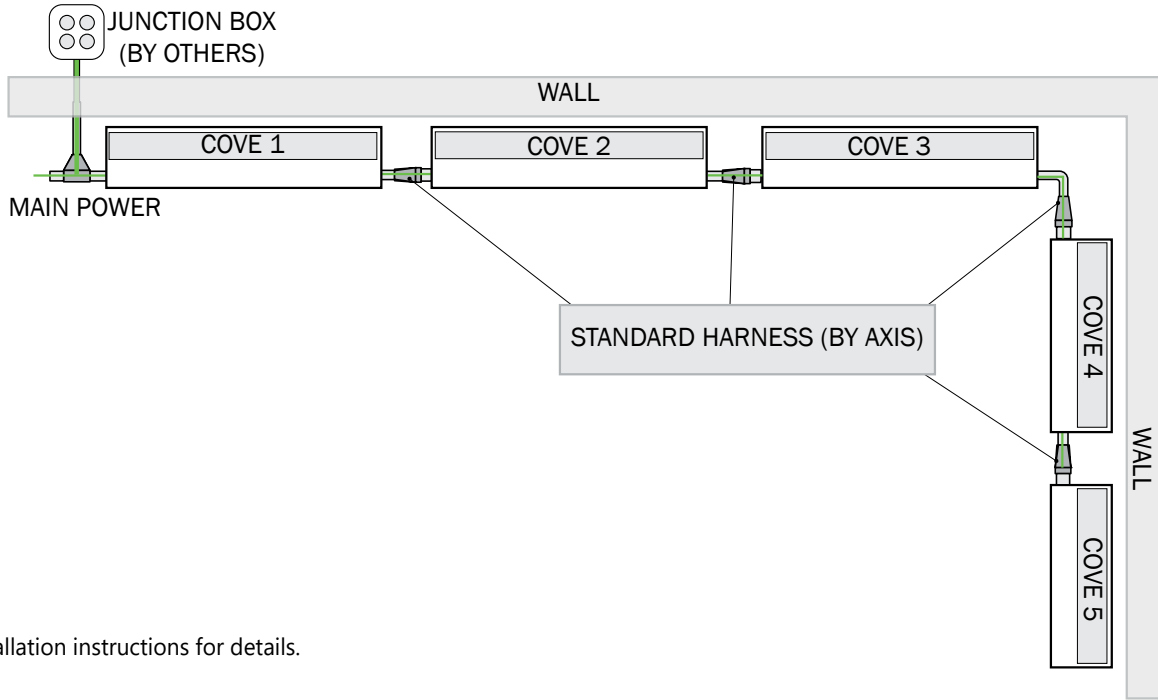 JUNCTION BOX
(BY OTHERS)
WALL
COVE 1
COVE 2
COVE 3
MAIN POWER
COVE 4
STANDARD HARNESS (BY AXIS)
WALL
COVE 5
allation instructions for details.